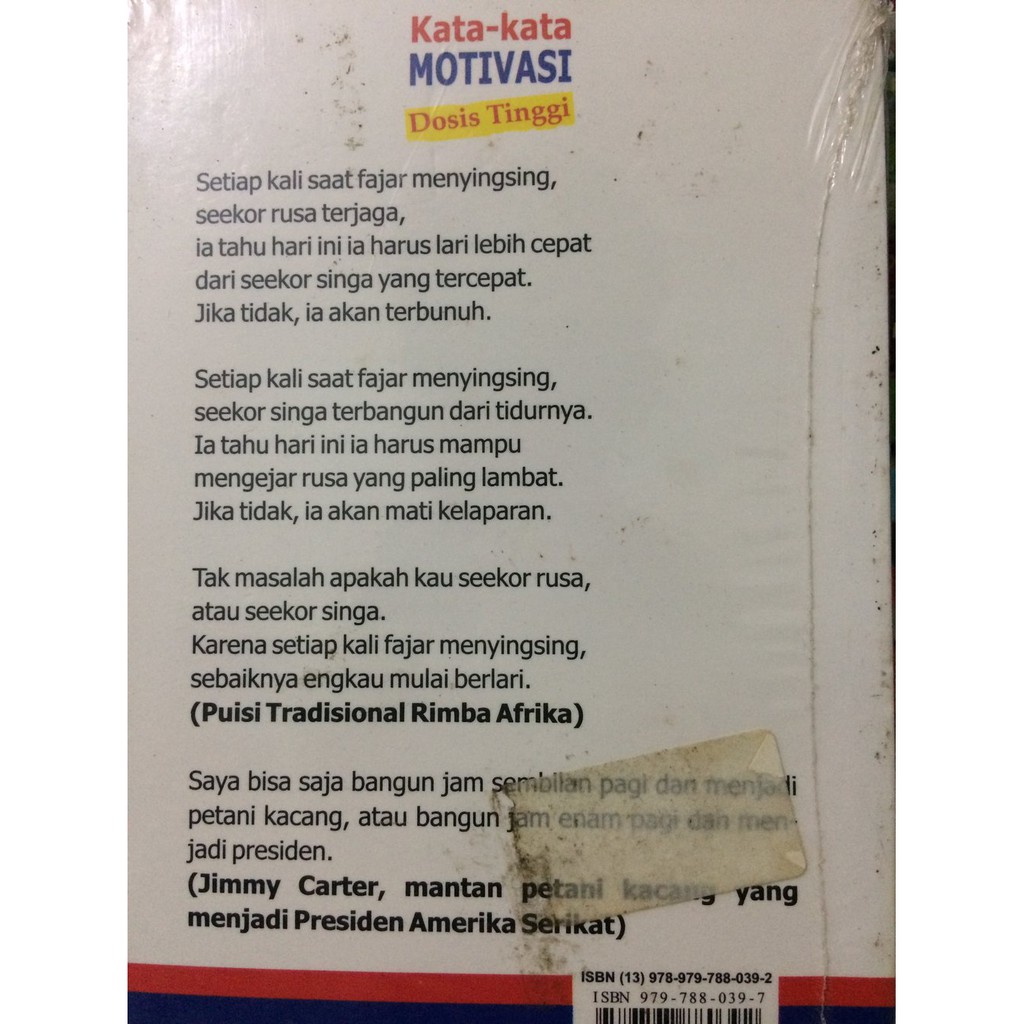 Kata-kata
MOTIVASI
Dosis Tinggi
Setiap kali saat fajar menyingsing,
seekor rusa terjaga,
ia tahu hari ini ia harus lari lebih cepat
dari seekor singa yang tercepat.
Jika tidak, ia akan terbunuh.
Setiap kali saat fajar menyingsing,
seekor singa terbangun dari tidurnya.
Ia tahu hari ini ia harus mampu
mengejar rusa yang paling lambat.
Jika tidak, ia akan mati kelaparan.
Tak masalah apakah kau seekor rusa,
atau seekor singa.
Karena setiap kali fajar menyingsing,
sebaiknya engkau mulai berlari.
(Puisi Tradisional Rimba Afrika)
Saya bisa saja bangun jam sembilan pagi dan menjadi
petani kacang, atau bangun jam enam pagi dan men-
jadi presiden.
(Jimmy Carter, mantan petani kacang yang
menjadi Presiden Amerika Serikat)
ISBN (13) 978-979-788-039-2
ISBN 979-788-039-7